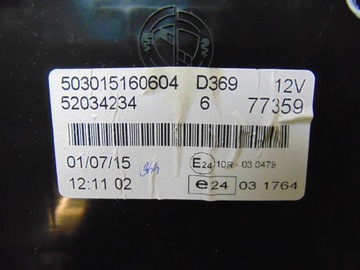 503015160604 D369 12V
52034234 6 77359
01/07/15 E24 10R - 03 0479
12:11 02 e24 03 1764